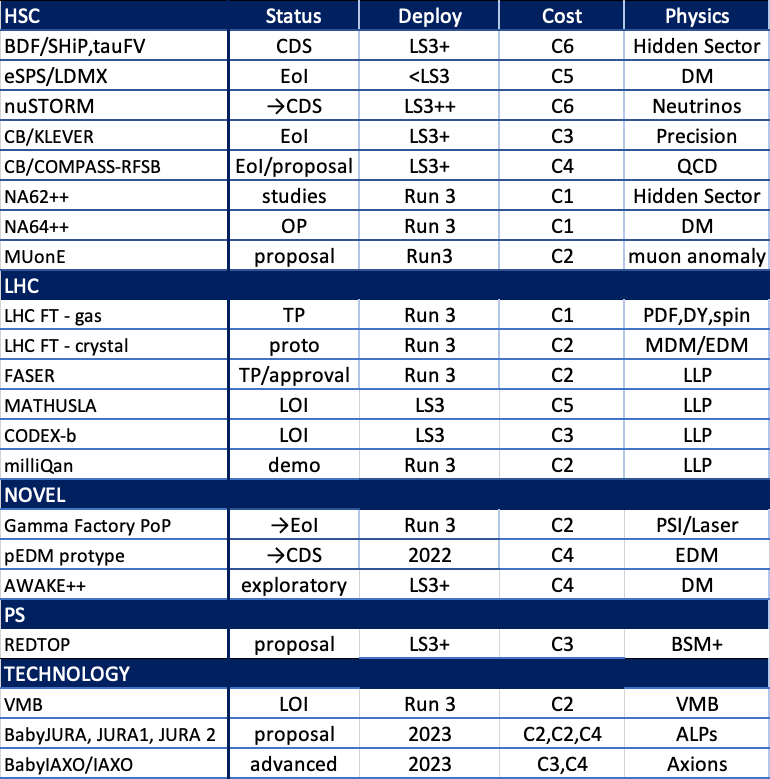 HSC Status Deploy Cost Physics
BDF/SHiP,tauFV CDS LS3+ C6 Hidden Sector
eSPS/LDMX EoI <LS3 C5 DM
nuSTORM →CDS LS3++ C6 Neutrinos
CB/KLEVER EoI LS3+ C3 Precision
CB/COMPASS-RFSB EoI/proposal LS3+ C4 QCD
NA62++ studies Run 3 C1 Hidden Sector
NA64++ OP Run 3 C1 DM
MUonE proposal Run3 C2 muon anomaly
LHC
LHC FT - gas TP Run 3 C1 PDF,DY,spin
LHC FT - crystal proto Run 3 C2 MDM/EDM
FASER TP/approval Run 3 C2 LLP
MATHUSLA LOI LS3 C5 LLP
CODEX-b LOI LS3 C3 LLP
milliQan demo Run 3 C2 LLP
NOVEL
Gamma Factory PoP →EoI Run 3 C2 PSI/Laser
pEDM protype →CDS 2022 C4 EDM
AWAKE++ exploratory LS3+ C4 DM
PS
REDTOP proposal LS3+ C3 BSM+
TECHNOLOGY
VMB LOI Run 3 C2 VMB
BabyJURA, JURA1, JURA 2 proposal 2023 C2,C2,C4 ALPs
BabyIAXO/IAXO advanced 2023 C3,C4 Axions